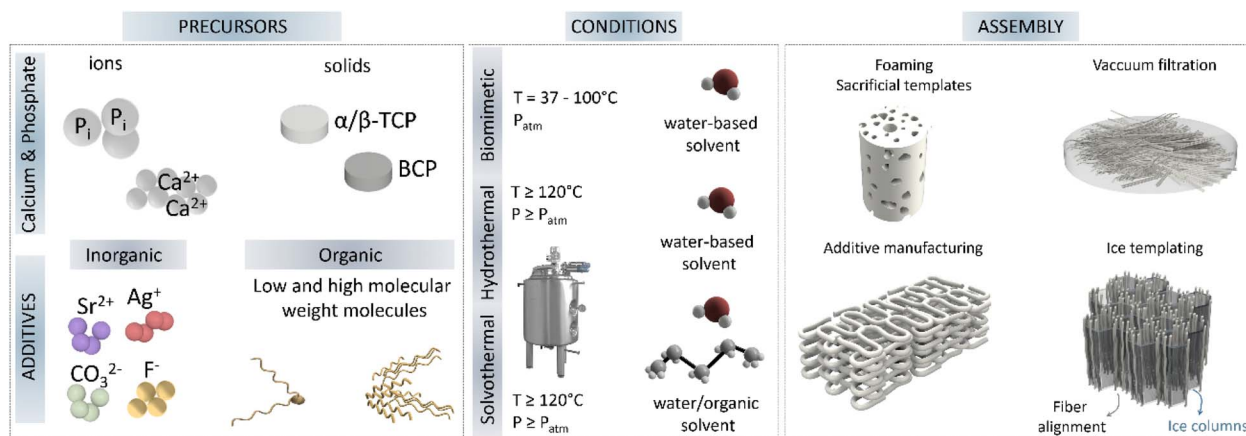 PRECURSORS
CONDITIONS
ASSEMBLY
Calcium & Phosphate
ions
solids
Pi
Pi
Ca2+
Ca2+
α/β-TCP
BCP
ADDITIVES
Inorganic
Sr2+
Ag+
CO32-
F-
Organic
Low and high molecular
weight molecules
Biomimetic
T = 37 - 100°C
Patm
water-based
solvent
Hydrothermal
T ≥ 120°C
P ≥ Patm
water-based
solvent
Solvothermal
T ≥ 120°C
P ≥ Patm
water/organic
solvent
Foaming
Sacrificial templates
Vaccuum filtration
Additive manufacturing
Ice templating
Fiber
alignment
Ice columns